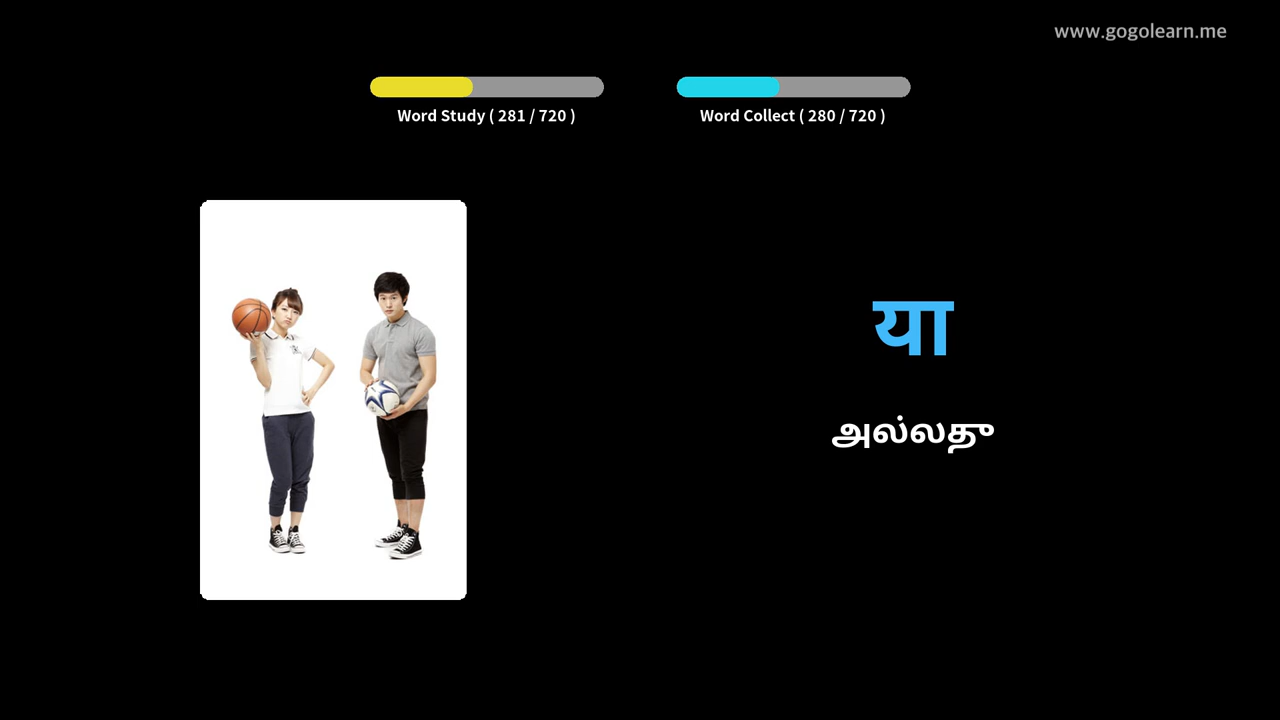 www.gogolearn.me
Word Study ( 281 / 720 )
Word Collect ( 280 / 720 )
या
அல்லது